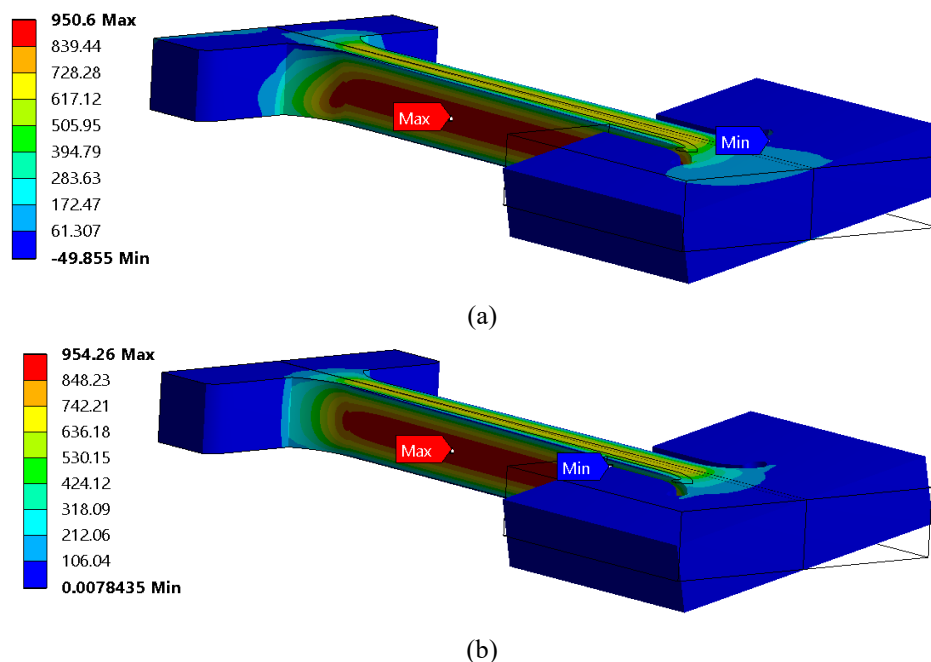 950.6 Max
839.44
728.28
617.12
505.95
394.79
283.63
172.47
61.307
-49.855 Min
Max
Min
(a)
954.26 Max
848.23
742.21
636.18
530.15
424.12
318.09
212.06
106.04
0.0078435 Min
Max
Min
(b)